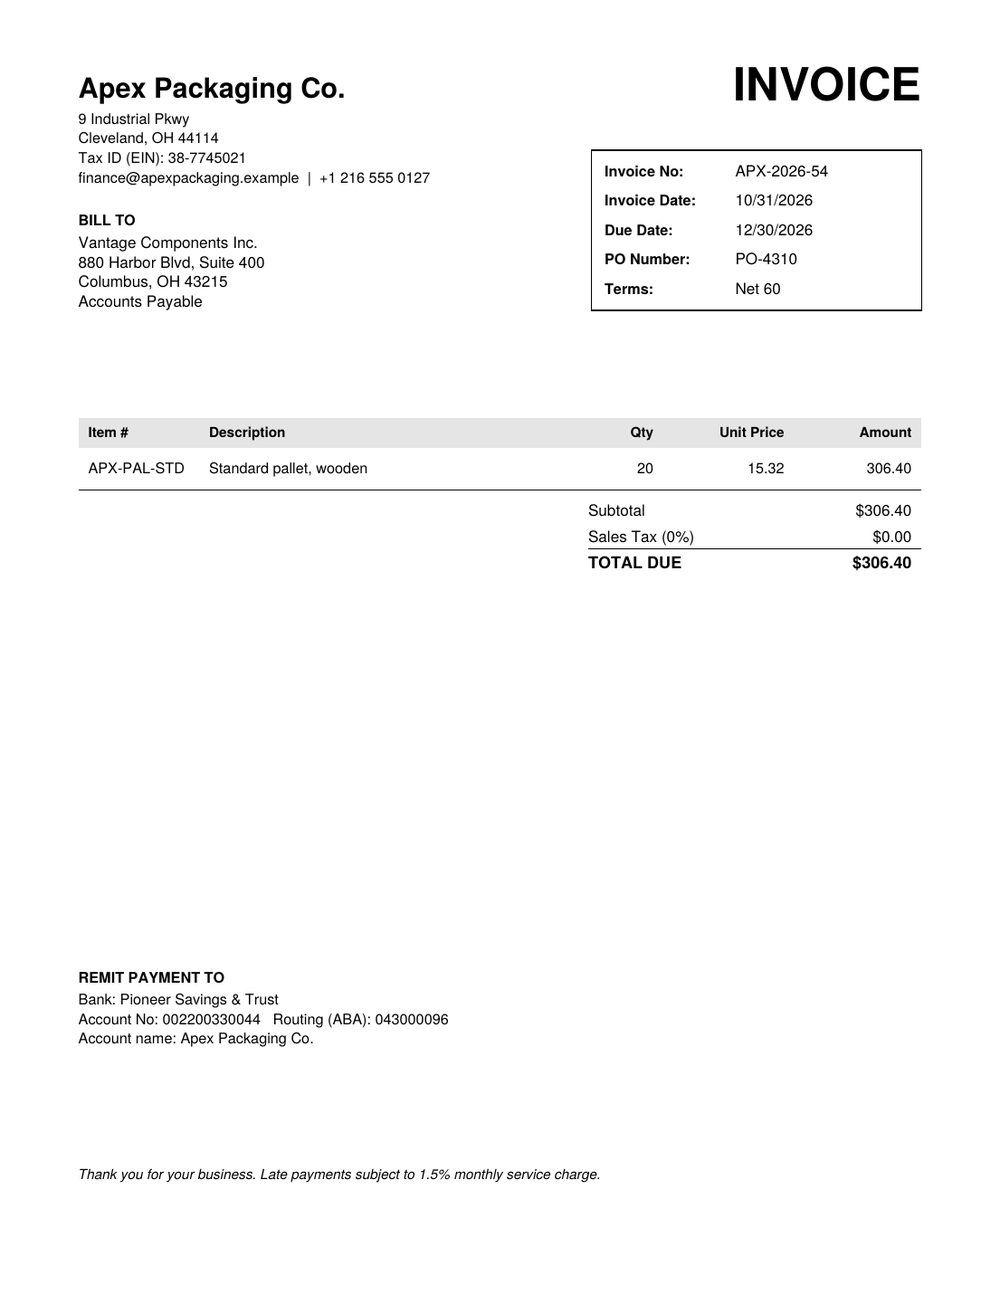 Apex Packaging Co.
INVOICE
9 Industrial Pkwy
Cleveland, OH 44114
Tax ID (EIN): 38-7745021
finance@apexpackaging.example | +1 216 555 0127
Invoice No: APX-2026-54
Invoice Date: 10/31/2026
Due Date: 12/30/2026
PO Number: PO-4310
Terms: Net 60
BILL TO
Vantage Components Inc.
880 Harbor Blvd, Suite 400
Columbus, OH 43215
Accounts Payable
Item # Description Qty Unit Price Amount
APX-PAL-STD Standard pallet, wooden 20 15.32 306.40
Subtotal $306.40
Sales Tax (0%) $0.00
TOTAL DUE $306.40
REMIT PAYMENT TO
Bank: Pioneer Savings & Trust
Account No: 002200330044 Routing (ABA): 043000096
Account name: Apex Packaging Co.
Thank you for your business. Late payments subject to 1.5% monthly service charge.